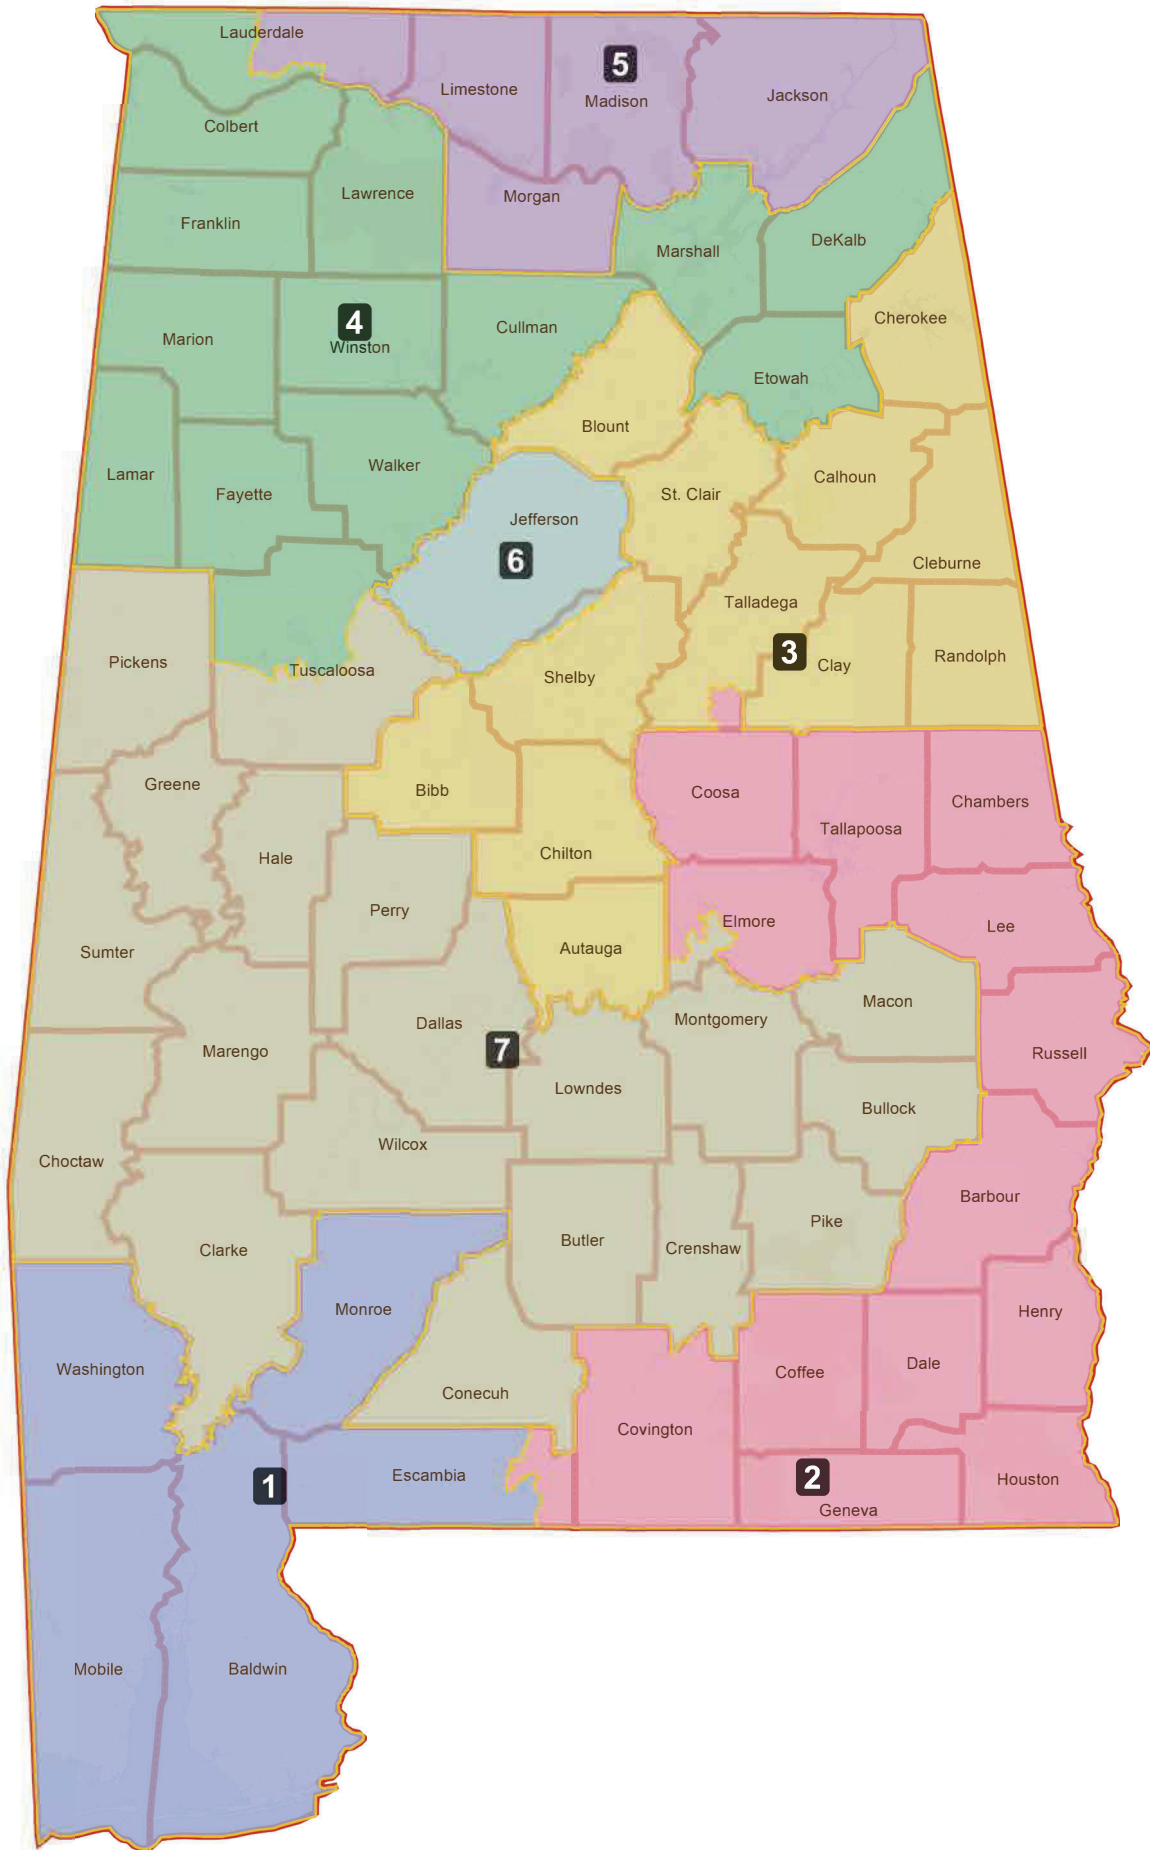 Lauderdale
5
Limestone
Madison
Jackson
Colbert
Lawrence
Morgan
Franklin
Marshall
DeKalb
4
Cherokee
Cullman
Marion
Winston
Etowah
Blount
Walker
Lamar
Calhoun
Fayette
St. Clair
Jefferson
6
Cleburne
Talladega
3
Clay
Randolph
Pickens
Tuscaloosa
Shelby
Greene
Bibb
Coosa
Chambers
Tallapoosa
Hale
Chilton
Perry
Elmore
Lee
Sumter
Autauga
Macon
Dallas
Montgomery
Marengo
7
Russell
Lowndes
Bullock
Wilcox
Choctaw
Barbour
Pike
Clarke
Butler
Crenshaw
Monroe
Henry
Washington
Dale
Coffee
Conecuh
Covington
Escambia
1
2
Houston
Geneva
Mobile
Baldwin